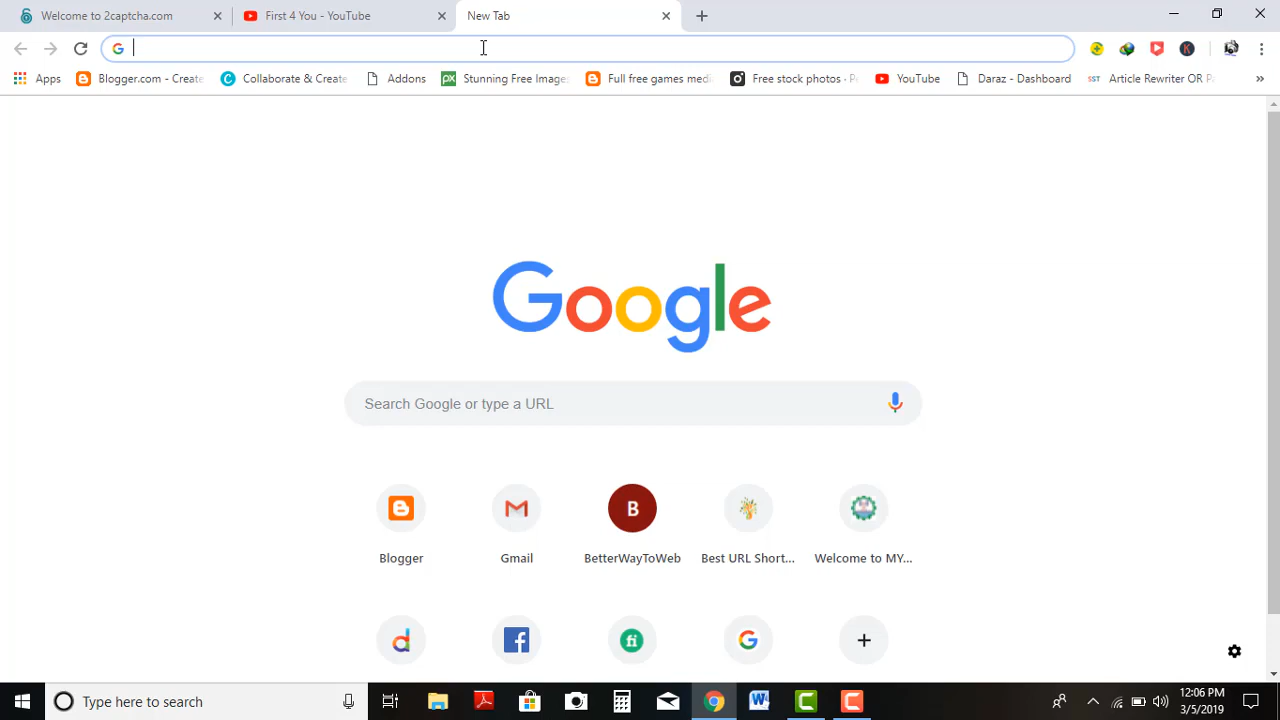 Welcome to 2captcha.com
First 4 You - YouTube
New Tab
Apps
Blogger.com - Create
Collaborate & Create
Addons
Stunning Free Image
Full free games medi
Free stock photos - P
YouTube
Daraz - Dashboard
Article Rewriter OR Pa
Google
Search Google or type a URL
B
Blogger
Gmail
BetterWayToWeb
Best URL Short...
Welcome to MY...
fi
Type here to search
12:06 PM
3/5/2019